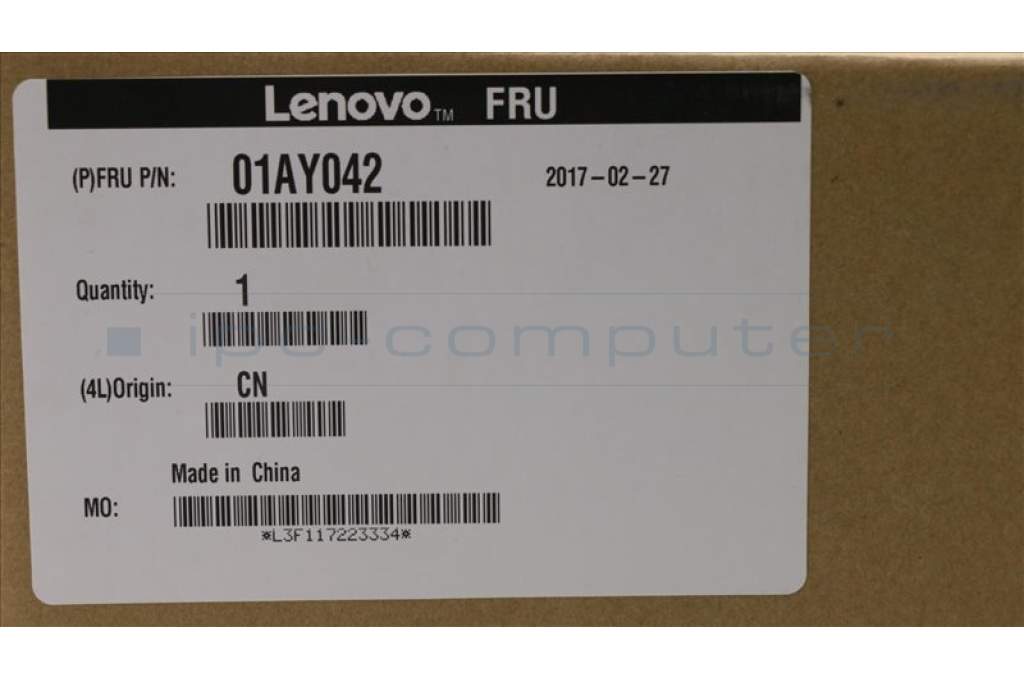 Lenovo™ FRU
(P)FRU P/N: 01AY042 2017-02-27
Quantity: 1
ipc-computer
(4L)Origin: CN
Made in China
MO:
*L3F117223334*